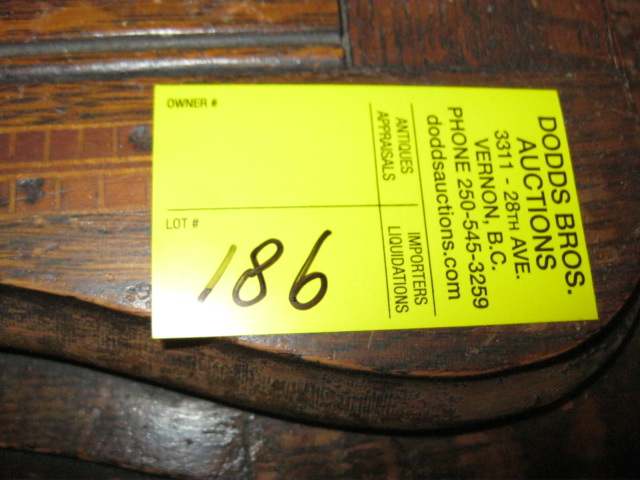 OWNER #
LOT #
186
DODDS BROS.
AUCTIONS
3311 - 28TH AVE.
VERNON, B.C.
PHONE 250-545-3259
doddsauctions.com
ANTIQUES
APPRAISALS
IMPORTERS
LIQUIDATIONS